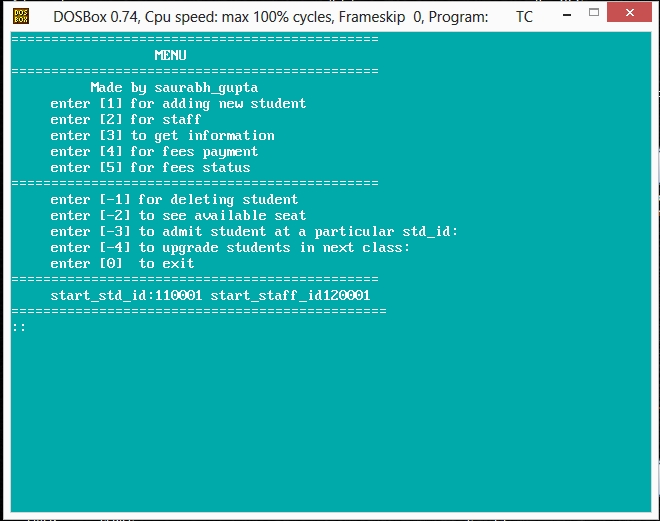 DOS BOX DOSBox 0.74, Cpu speed: max 100% cycles, Frameskip 0, Program: TC
==============================================
MENU
==============================================
Made by saurabh_gupta
enter [1] for adding new student
enter [2] for staff
enter [3] to get information
enter [4] for fees payment
enter [5] for fees status
==============================================
enter [-1] for deleting student
enter [-2] to see available seat
enter [-3] to admit student at a particular std_id:
enter [-4] to upgrade students in next class:
enter [0]  to exit
==============================================
start_std_id:110001 start_staff_id120001
===============================================
::